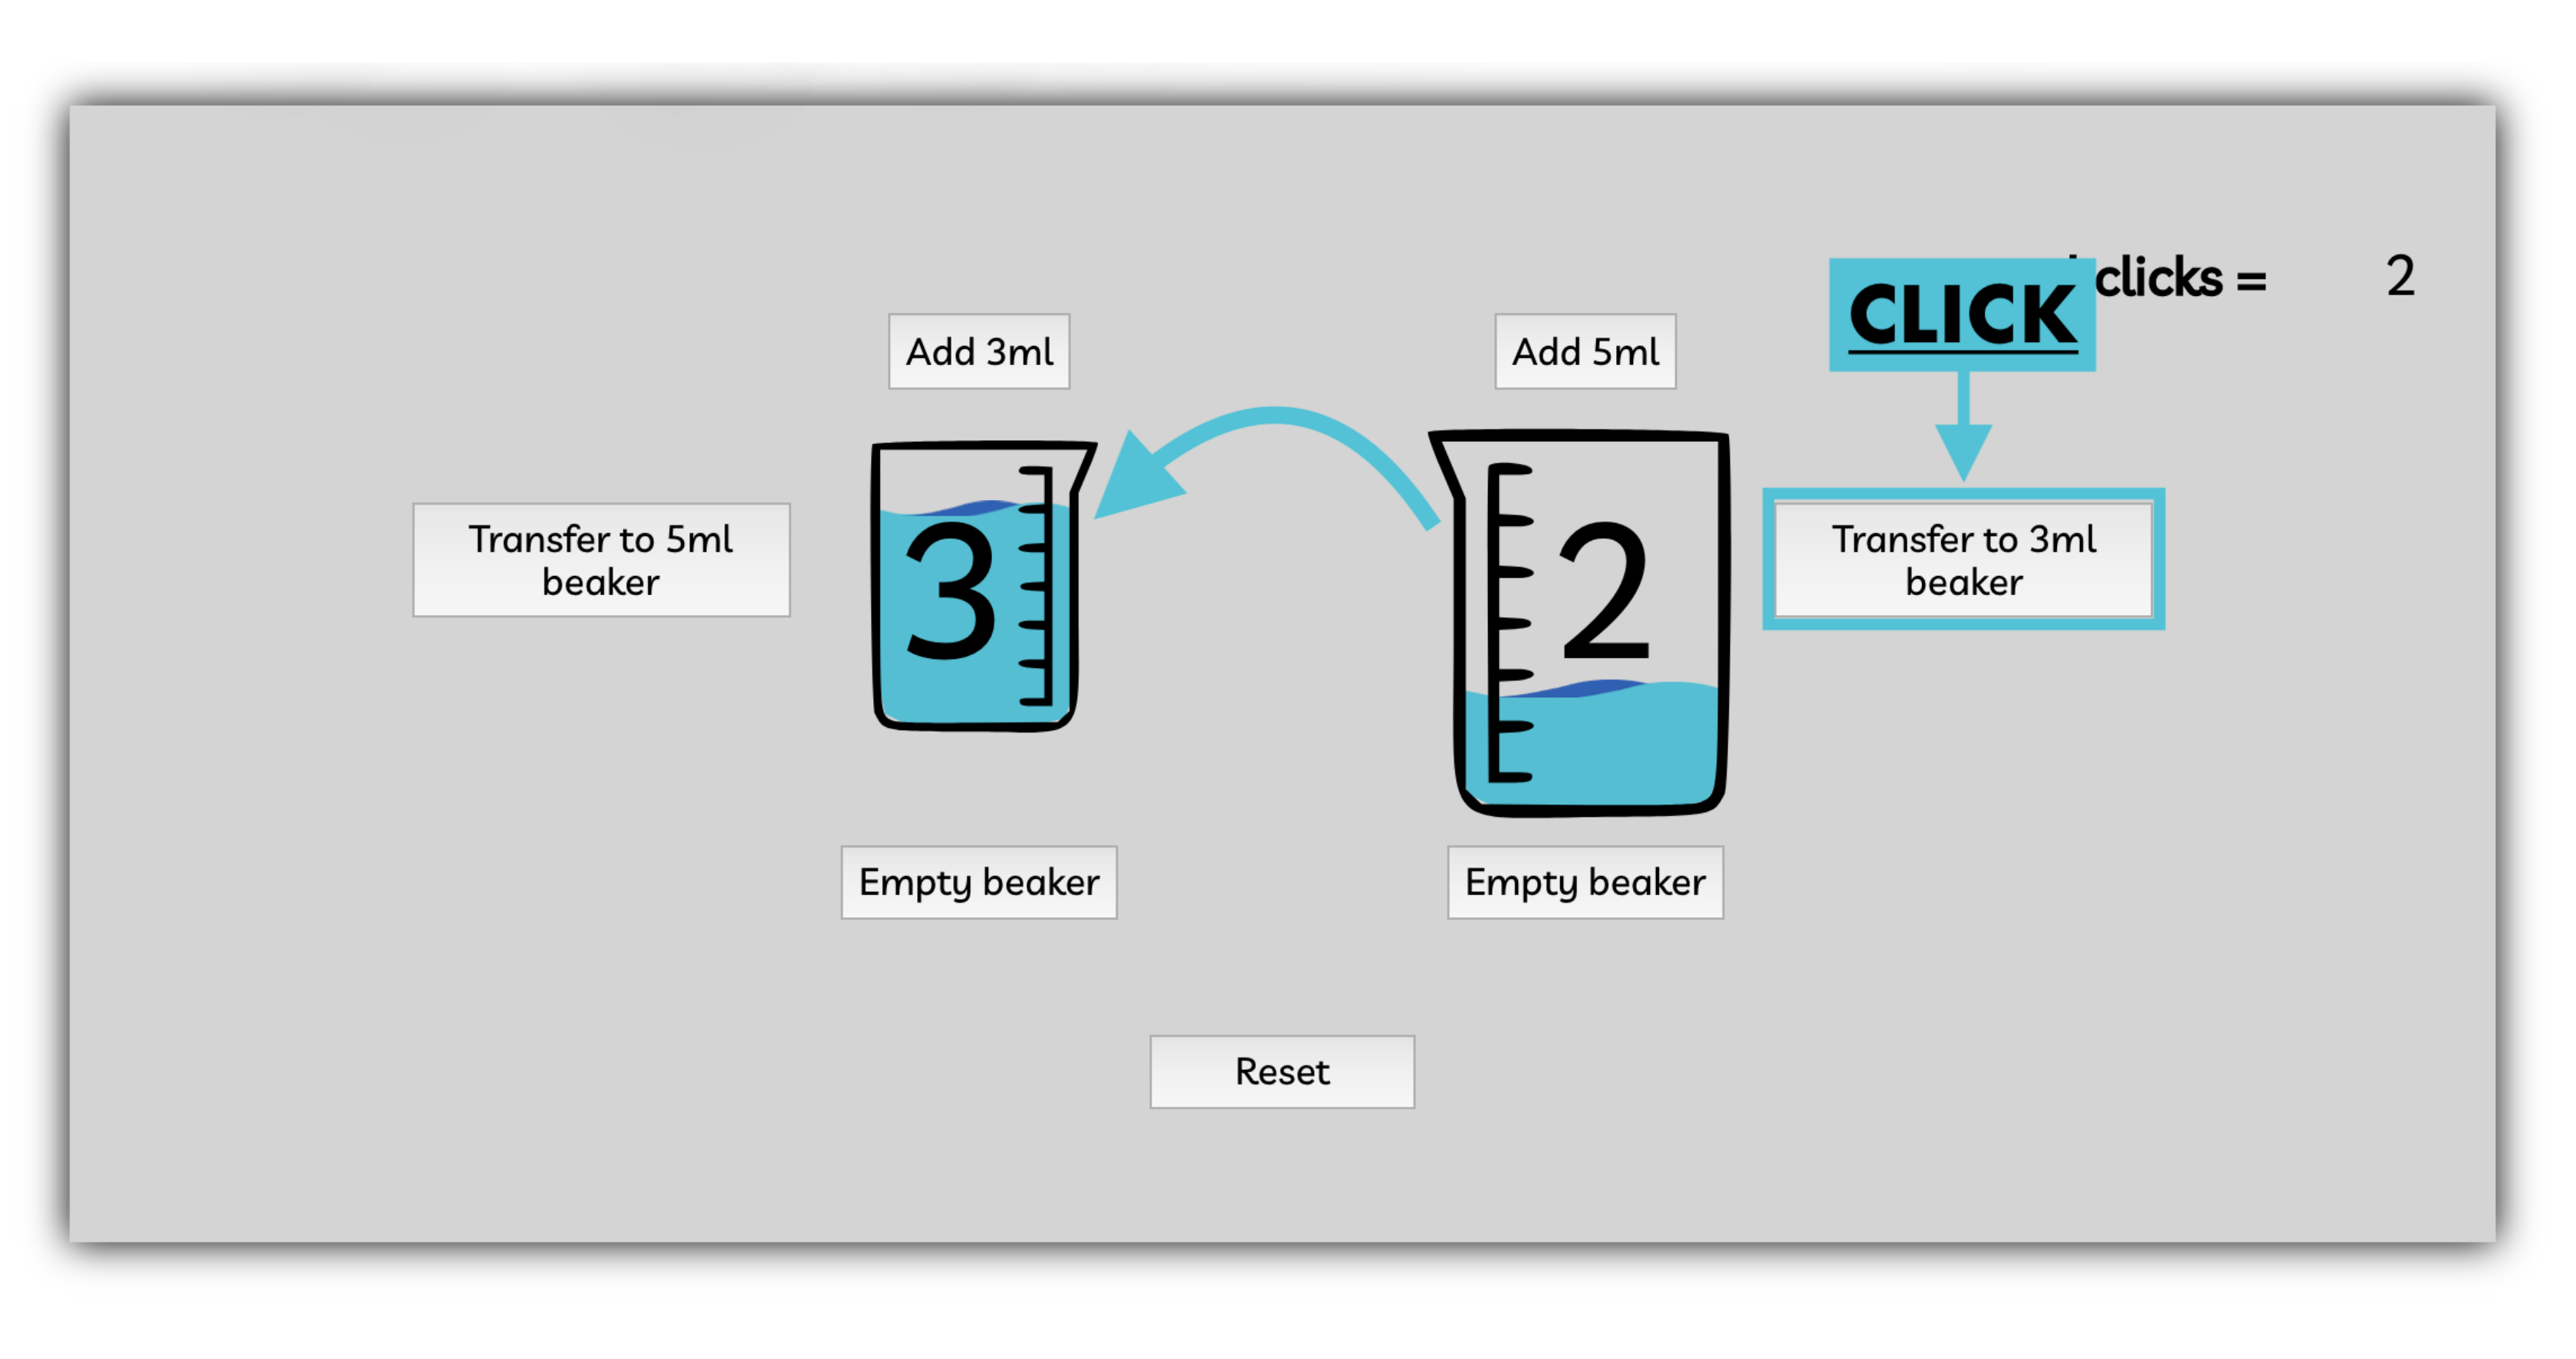 CLICK
clicks = 2
Add 3ml
Add 5ml
Transfer to 5ml
beaker
3
2
Transfer to 3ml
beaker
Empty beaker
Empty beaker
Reset